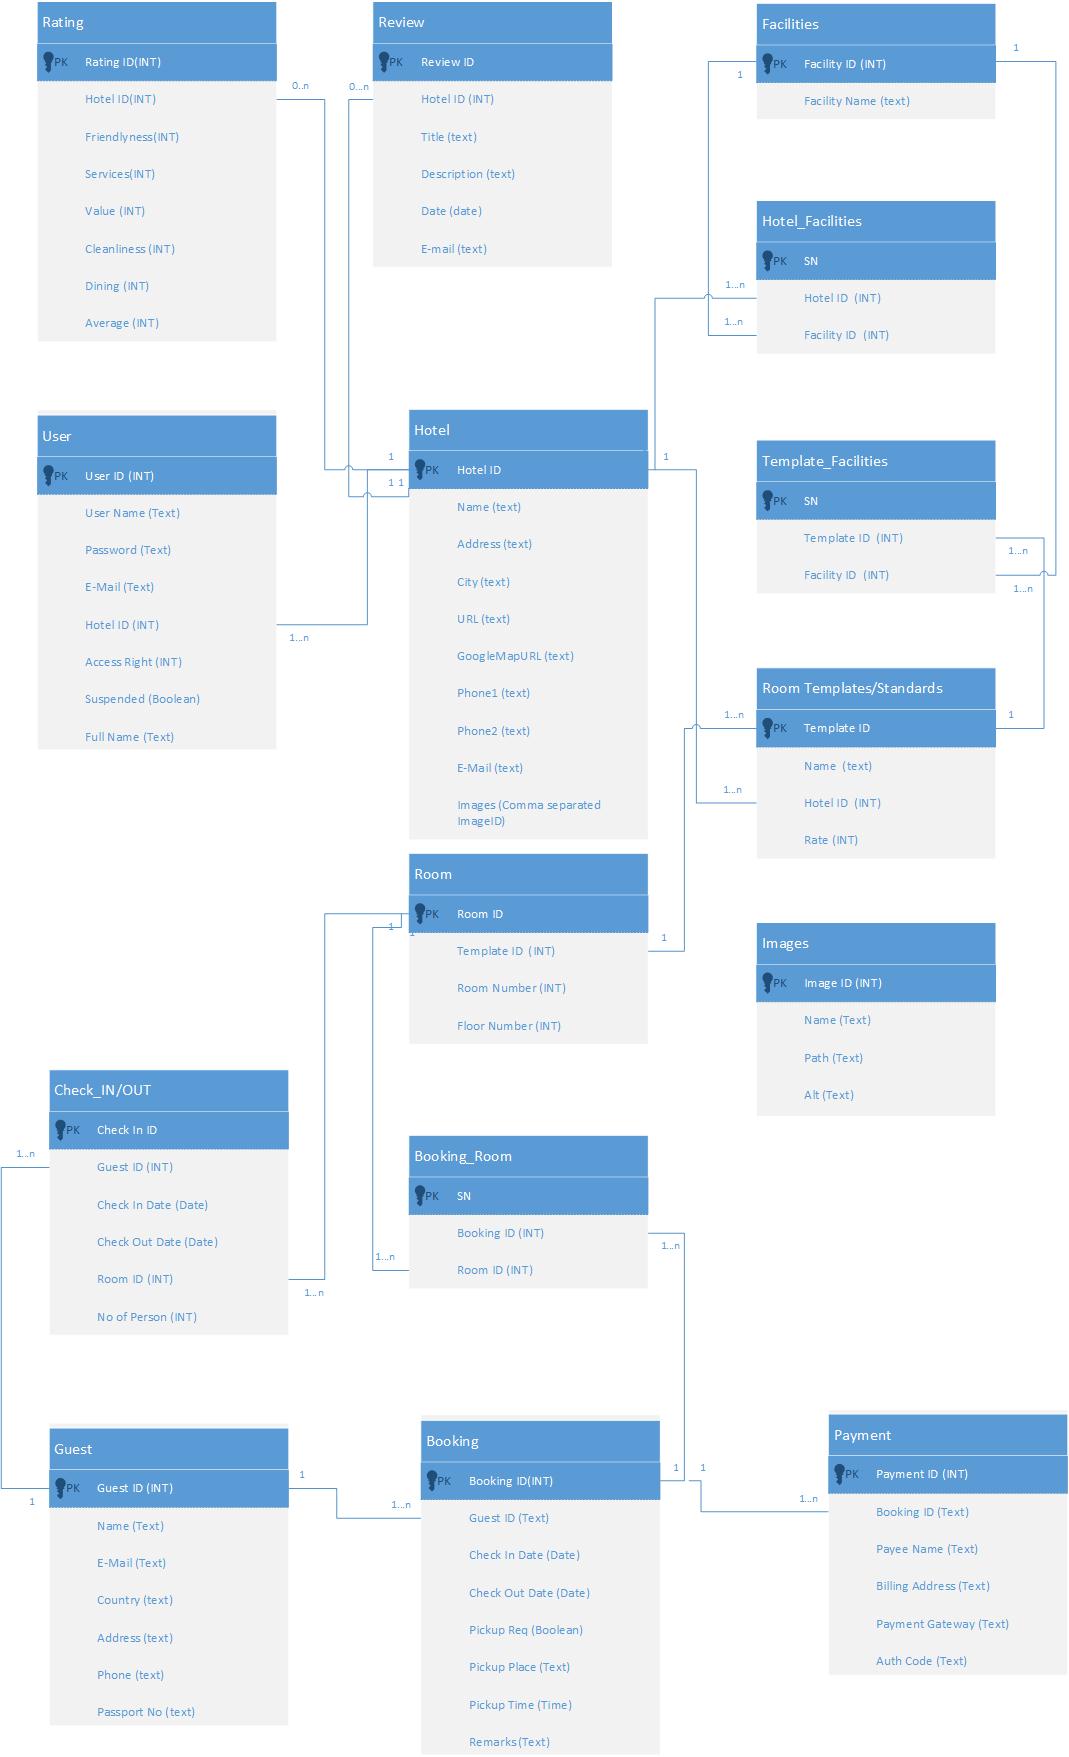 Rating
PK Rating ID(INT)
Hotel ID(INT)
Friendlyness(INT)
Services(INT)
Value (INT)
Cleanliness (INT)
Dining (INT)
Average (INT)
0...n
Review
PK Review ID
Hotel ID (INT)
Title (text)
Description (text)
Date (date)
E-mail (text)
0...n
Facilities
PK Facility ID (INT)
Facility Name (text)
1
1
Hotel_Facilities
PK SN
Hotel ID (INT)
Facility ID (INT)
1...n
1...n
User
PK User ID (INT)
User Name (Text)
Password (Text)
E-Mail (Text)
Hotel ID (INT)
Access Right (INT)
Suspended (Boolean)
Full Name (Text)
1...n
Hotel
PK Hotel ID
Name (text)
Address (text)
City (text)
URL (text)
GoogleMapURL (text)
Phone1 (text)
Phone2 (text)
E-Mail (text)
Images (Comma separated
ImageID)
1
1 1
1
Template_Facilities
PK SN
Template ID (INT)
Facility ID (INT)
1...n
1...n
Room Templates/Standards
PK Template ID
Name (text)
Hotel ID (INT)
Rate (INT)
1...n
1
1...n
Room
PK Room ID
Template ID (INT)
Room Number (INT)
Floor Number (INT)
1
1
1
Images
PK Image ID (INT)
Name (Text)
Path (Text)
Alt (Text)
Check_IN/OUT
PK Check In ID
Guest ID (INT)
Check In Date (Date)
Check Out Date (Date)
Room ID (INT)
No of Person (INT)
1...n
1...n
Booking_Room
PK SN
Booking ID (INT)
Room ID (INT)
1...n
1...n
Guest
PK Guest ID (INT)
Name (Text)
E-Mail (Text)
Country (text)
Address (text)
Phone (text)
Passport No (text)
1
1
Booking
PK Booking ID(INT)
Guest ID (Text)
Check In Date (Date)
Check Out Date (Date)
Pickup Req (Boolean)
Pickup Place (Text)
Pickup Time (Time)
Remarks (Text)
1...n
1
1
Payment
PK Payment ID (INT)
Booking ID (Text)
Payee Name (Text)
Billing Address (Text)
Payment Gateway (Text)
Auth Code (Text)
1...n